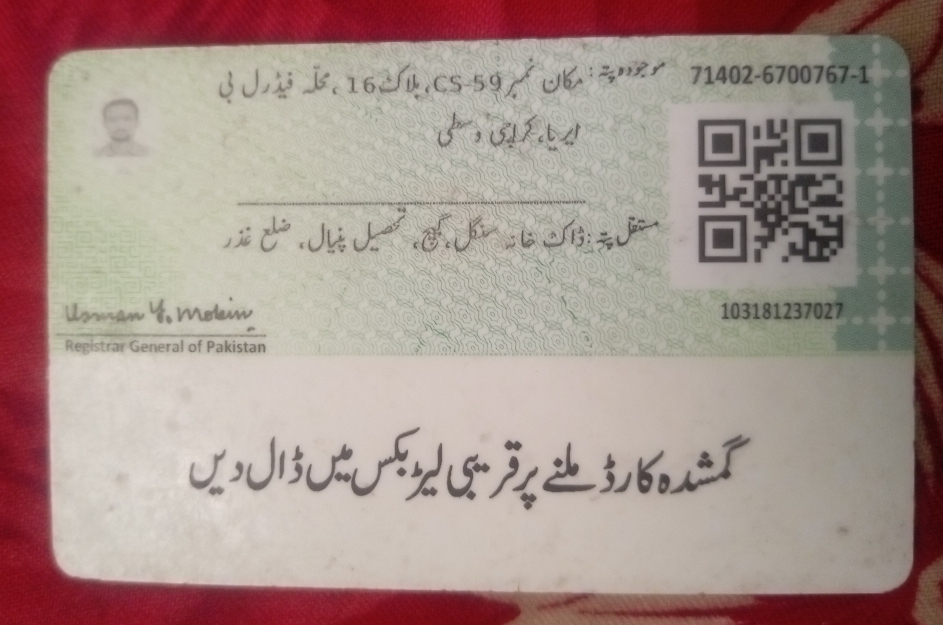 71402-6700767-1
موجودہ پتہ: مکان نمبر CS-59، بلاک 16، محلہ فیڈرل بی
ایریا، کراچی وسطی
مستقل پتہ: ڈاک خانہ سنگل، گچ، تحصیل پنیال، ضلع غذر
103181237027
Usman Y. Mobin
Registrar General of Pakistan
گمشدہ کارڈ ملنے پر قریبی لیٹر بکس میں ڈال دیں